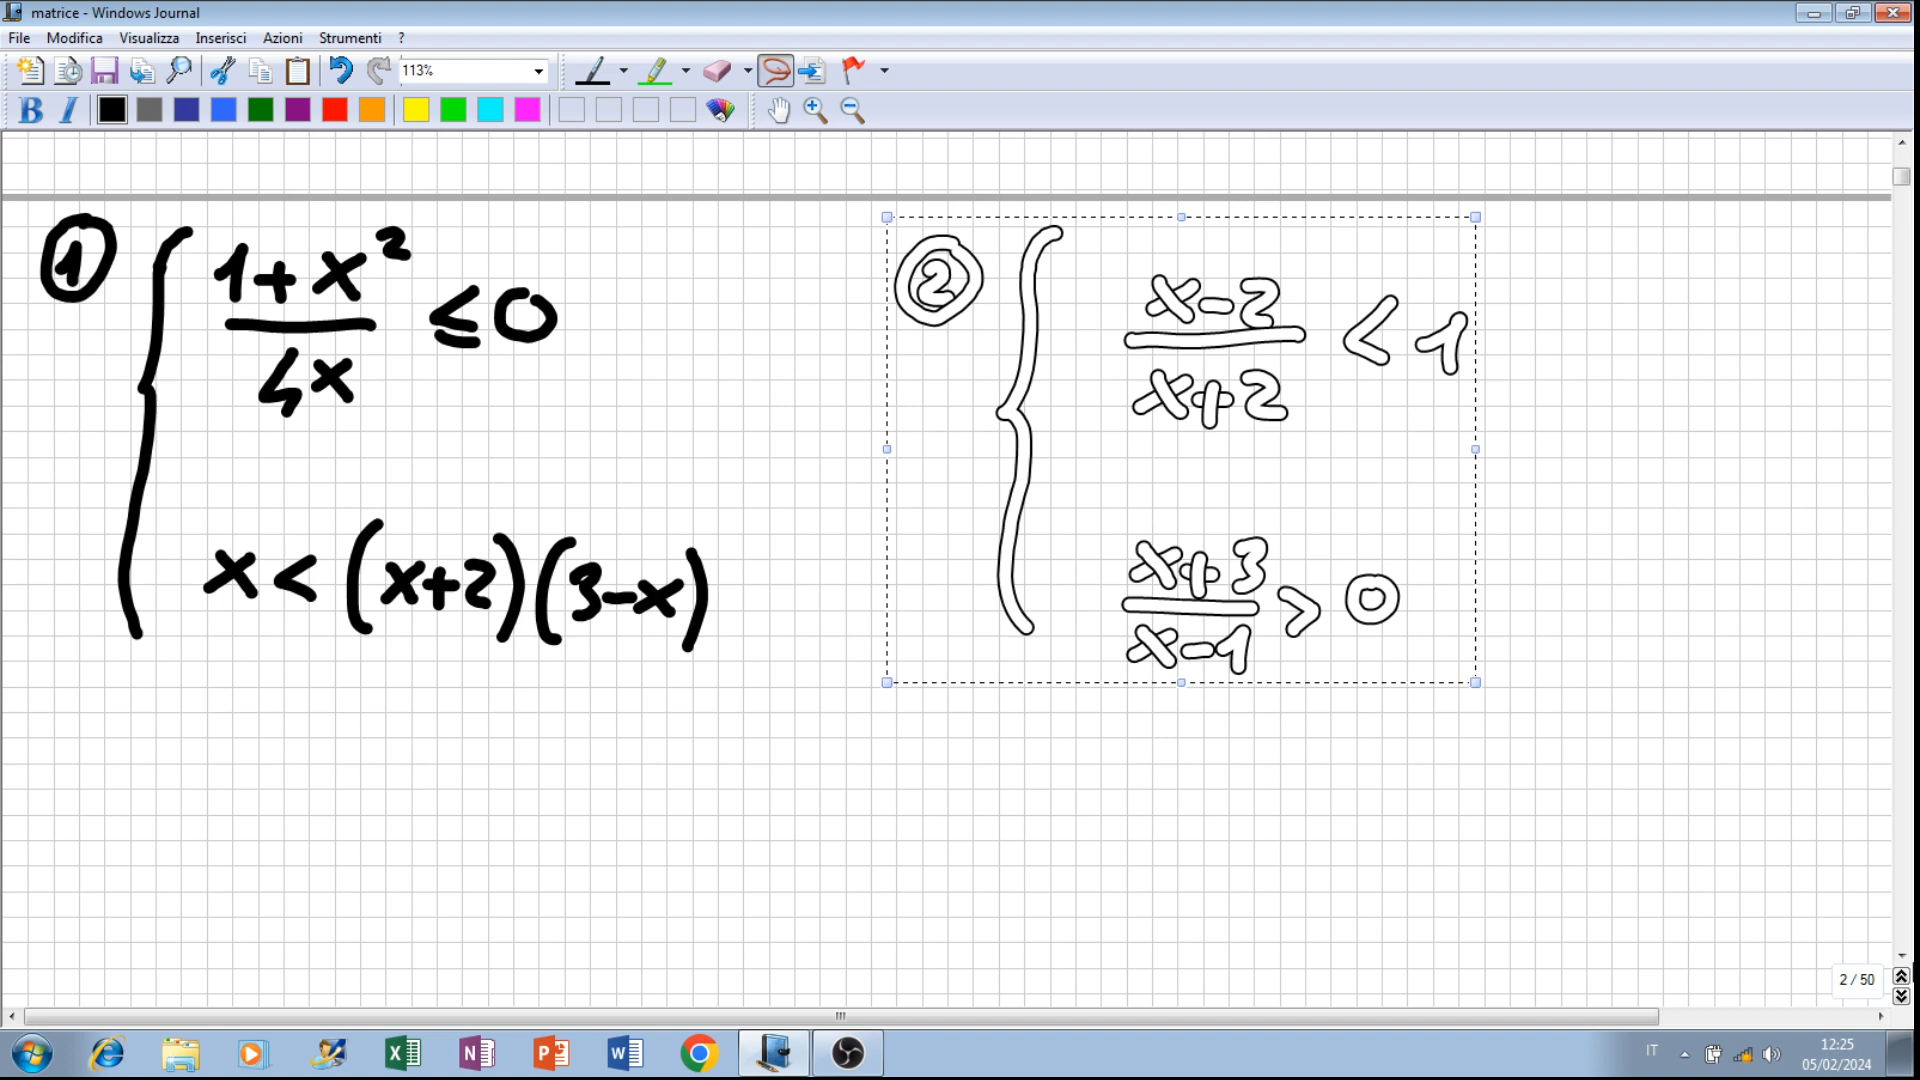 matrice - Windows Journal
File Modifica Visualizza Inserisci Azioni Strumenti ?
113%
B I
① { (1+x²)/(4x) ≤ 0
x < (x+2)(3-x)
② { (x-2)/(x+2) < 1
(x+3)/(x-1) > 0
2 / 50
IT
12:25
05/02/2024